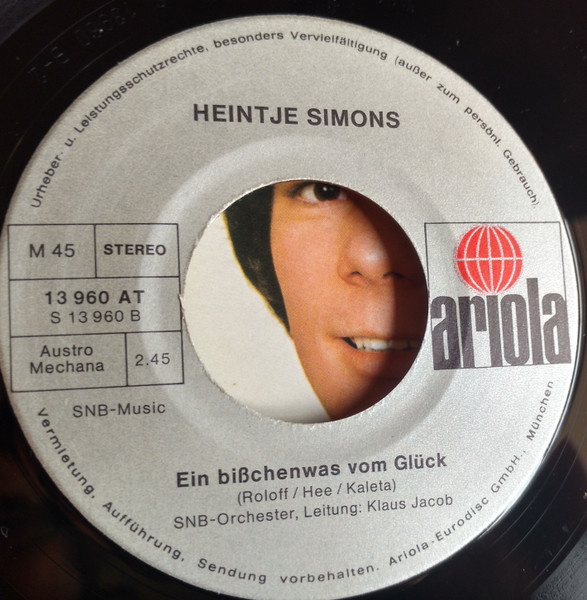 Urheber- u. Leistungsschutzrechte, besonders Vervielfältigung (außer zum persönl. Gebrauch),
HEINTJE SIMONS
M 45
STEREO
13 960 AT
S 13 960 B
Austro
Mechana
2.45
ariola
SNB-Music
Ein bißchenwas vom Glück
(Roloff / Hee / Kaleta)
SNB-Orchester, Leitung: Klaus Jacob
Vermietung, Aufführung, Sendung vorbehalten. Ariola-Eurodisc GmbH., München